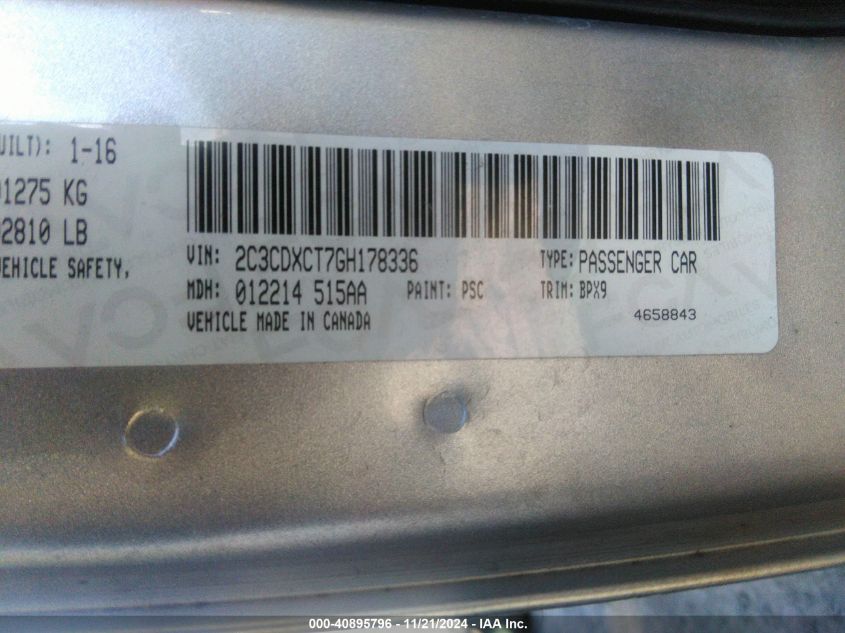 UILT): 1-16
1275 KG
2810 LB
VEHICLE SAFETY,
VIN: 2C3CDXCT7GH178336 TYPE: PASSENGER CAR
MDH: 012214 515AA PAINT: PSC TRIM: BPX9
VEHICLE MADE IN CANADA 4658843
000-40895796 - 11/21/2024 - IAA Inc.